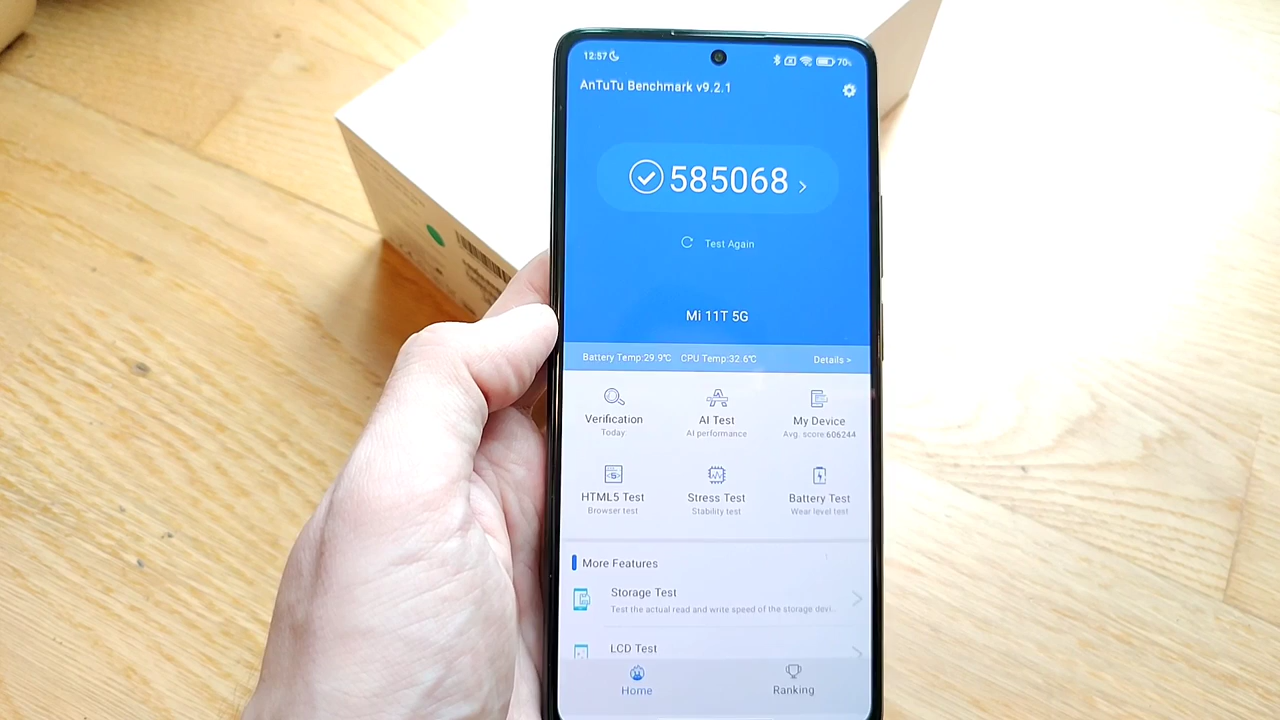 12:57
70%
AnTuTu Benchmark v9.2.1
585068 >
Test Again
Mi 11T 5G
Battery Temp:29.9℃ CPU Temp:32.6℃ Details >
Verification AI Test My Device
Today AI performance Avg. score 606244
HTML5 Test Stress Test Battery Test
Browser test Stability test Wear level test
More Features
Storage Test
Test the actual read and write speed of the storage devi..
LCD Test
Home Ranking